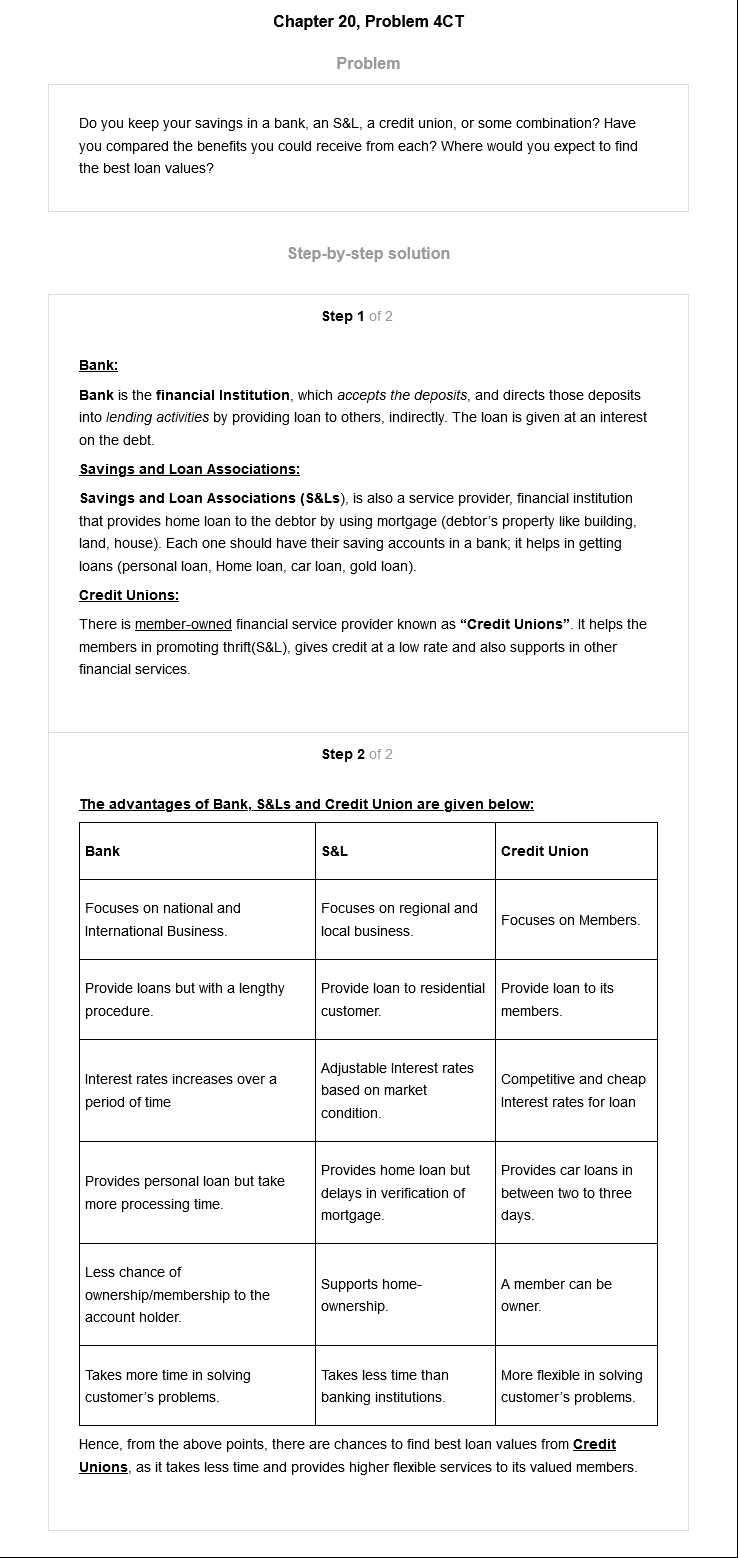 Chapter 20, Problem 4CT
Problem
Do you keep your savings in a bank, an S&L, a credit union, or some combination? Have
you compared the benefits you could receive from each? Where would you expect to find
the best loan values?
Step-by-step solution
Step 1 of 2
Bank:
Bank is the financial Institution, which accepts the deposits, and directs those deposits
into lending activities by providing loan to others, indirectly. The loan is given at an interest
on the debt.
Savings and Loan Associations:
Savings and Loan Associations (S&Ls), is also a service provider, financial institution
that provides home loan to the debtor by using mortgage (debtor's property like building,
land, house). Each one should have their saving accounts in a bank; it helps in getting
loans (personal loan, Home loan, car loan, gold loan).
Credit Unions:
There is member-owned financial service provider known as “Credit Unions”. It helps the
members in promoting thrift(S&L), gives credit at a low rate and also supports in other
financial services.
Step 2 of 2
The advantages of Bank, S&Ls and Credit Union are given below:
Bank
S&L
Credit Union
Focuses on national and
International Business.
Focuses on regional and
local business.
Focuses on Members.
Provide loans but with a lengthy
procedure.
Provide loan to residential
customer.
Provide loan to its
members.
Interest rates increases over a
period of time
Adjustable Interest rates
based on market
condition.
Competitive and cheap
Interest rates for loan
Provides personal loan but take
more processing time.
Provides home loan but
delays in verification of
mortgage.
Provides car loans in
between two to three
days.
Less chance of
ownership/membership to the
account holder.
Supports home-
ownership.
A member can be
owner.
Takes more time in solving
customer's problems.
Takes less time than
banking institutions.
More flexible in solving
customer's problems.
Hence, from the above points, there are chances to find best loan values from Credit
Unions, as it takes less time and provides higher flexible services to its valued members.